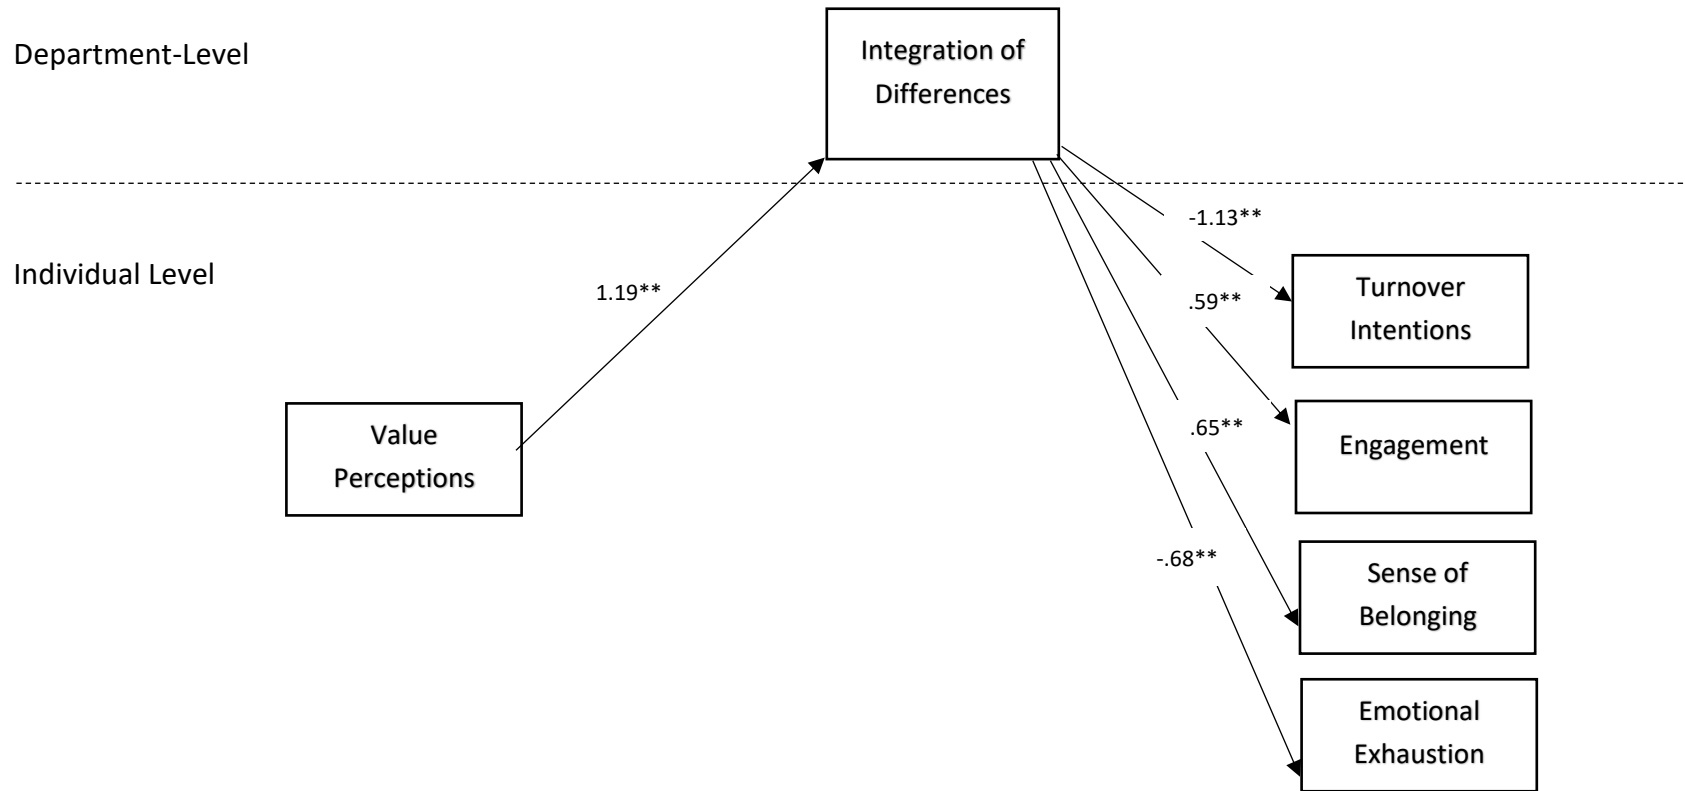 Department-Level
Integration of
Differences
-1.13**
Individual Level
1.19**
.59**
Turnover
Intentions
Value
Perceptions
.65**
Engagement
-.68**
Sense of
Belonging
Emotional
Exhaustion